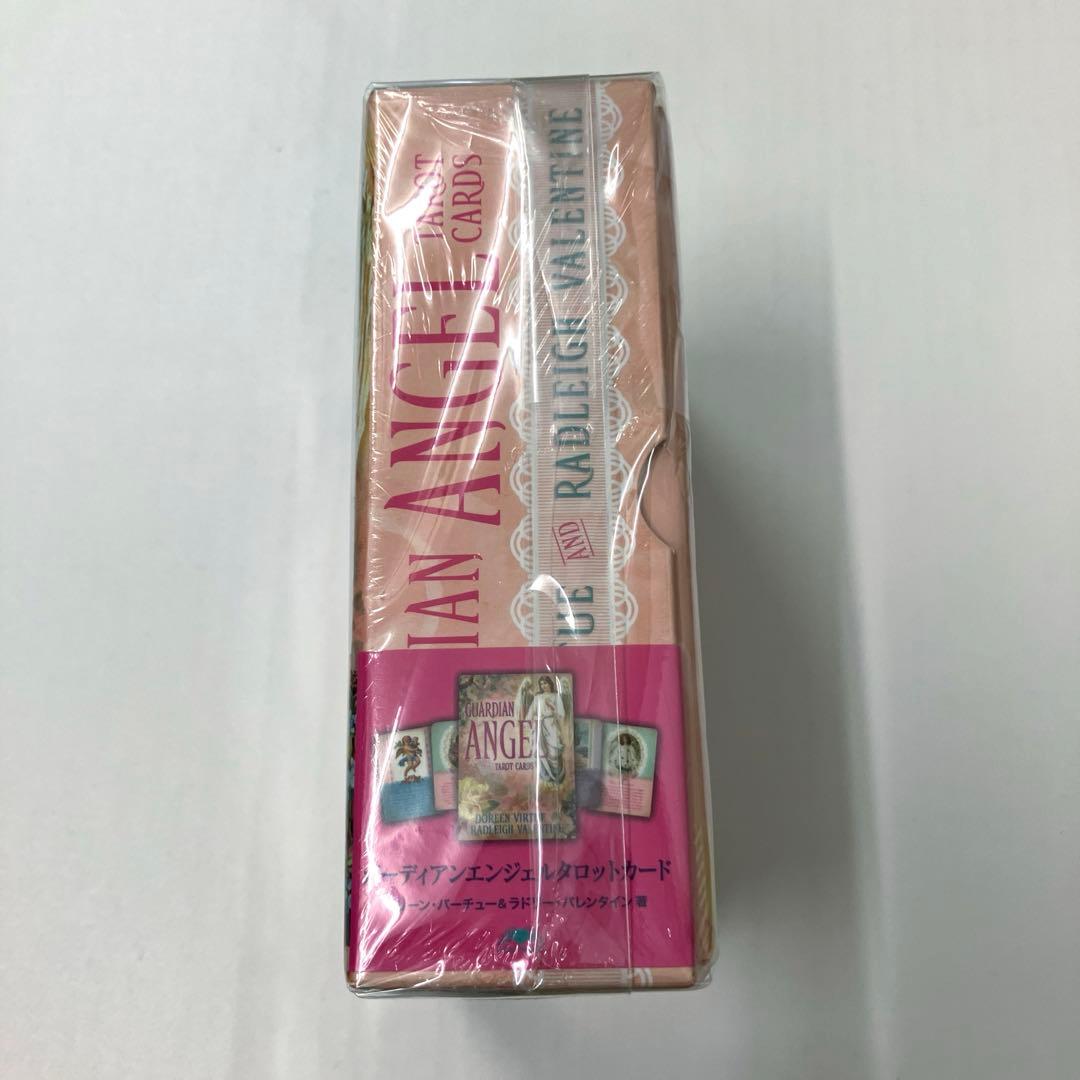 TAROT
CARDS
IAN ANGEL
TUE AND RADLEIGH VALENTINE
GUARDIAN
ANGEL
TAROT CARDS
DOREEN VIRTUE
RADLEIGH VALENTINE
ーディアンエンジェルタロットカード
リーン・バーチュー&ラドリー・バレンタイン 著